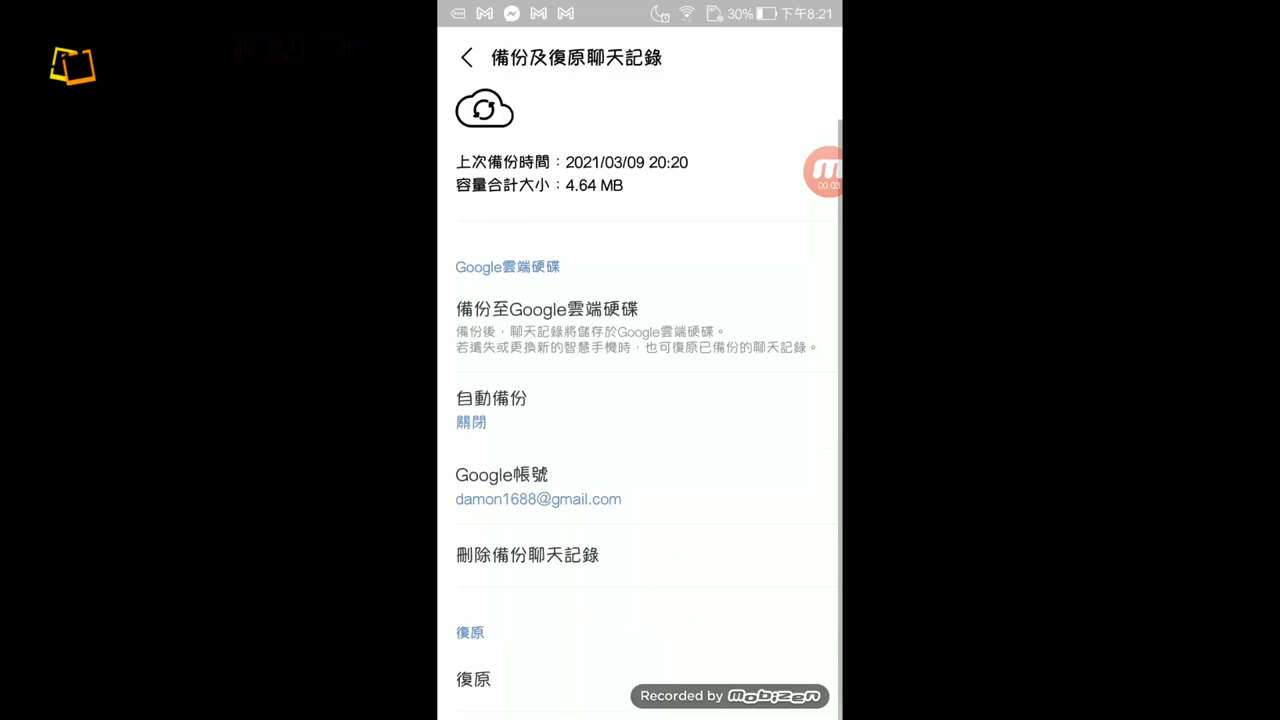 30% 下午8:21
備份及復原聊天記錄
上次備份時間：2021/03/09 20:20
容量合計大小：4.64 MB
00:03
Google雲端硬碟
備份至Google雲端硬碟
備份後，聊天記錄將儲存於Google雲端硬碟。
若遺失或更換新的智慧手機時，也可復原已備份的聊天記錄。
自動備份
關閉
Google帳號
damon1688@gmail.com
刪除備份聊天記錄
復原
復原
Recorded by mobizen